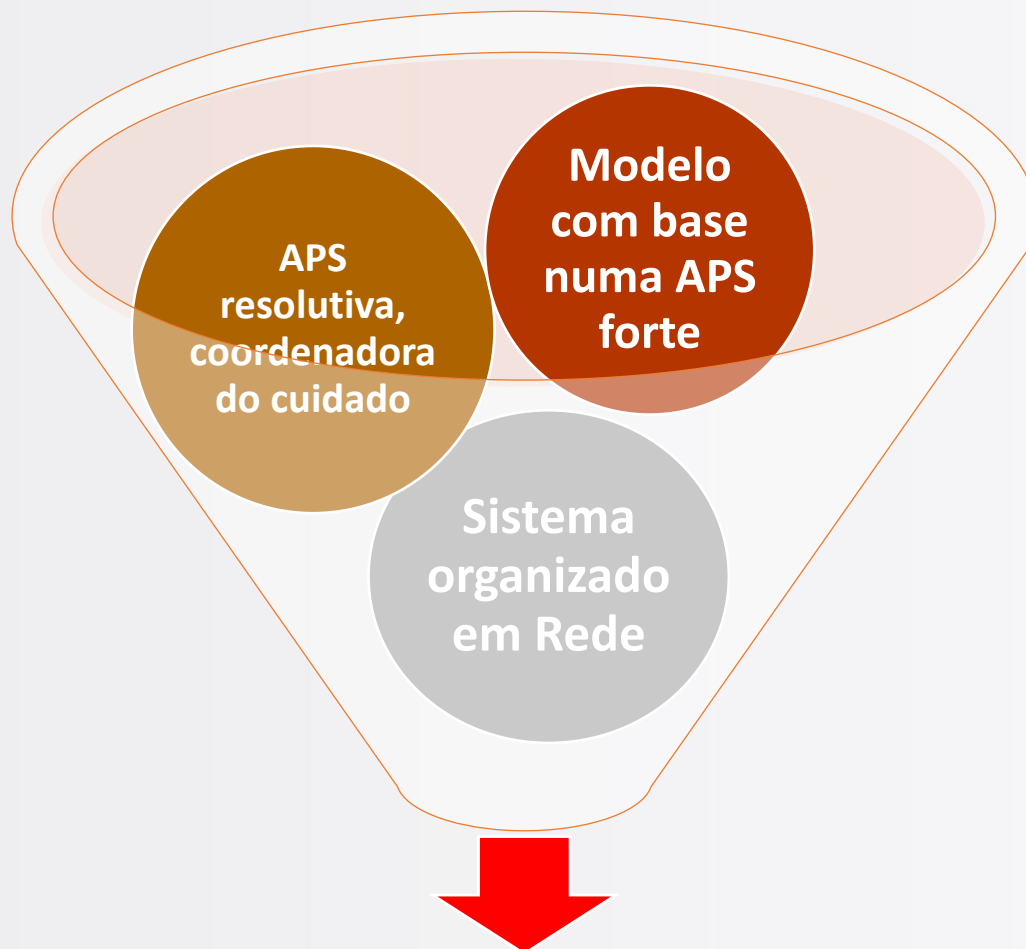 Modelo
com base
numa APS
forte
APS
resolutiva,
coordenadora
do cuidado
Sistema
organizado
em Rede